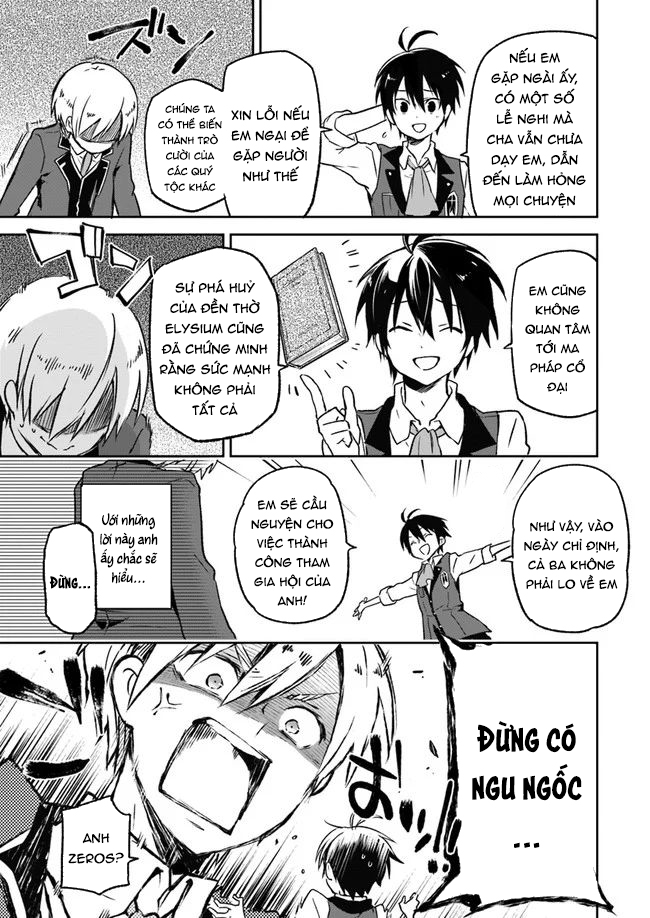 NẾU EM
GẶP NGÀI ẤY,
CÓ MỘT SỐ
LỄ NGHI MÀ
CHA VẪN CHƯA
DẠY EM, DẪN
ĐẾN LÀM HỎNG
MỌI CHUYỆN
XIN LỖI NẾU
EM NGẠI ĐỂ
GẶP NGƯỜI
NHƯ THẾ
CHÚNG TA
CÓ THỂ BIẾN
THÀNH TRÒ
CƯỜI CỦA
CÁC QUÝ
TỘC KHÁC
EM CŨNG
KHÔNG
QUAN TÂM
TỚI MA
PHÁP CỔ
ĐẠI
SỰ PHÁ HUỶ
CỦA ĐỀN THỜ
ELYSIUM CŨNG
ĐÃ CHỨNG MINH
RẰNG SỨC MẠNH
KHÔNG PHẢI
TẤT CẢ
NHƯ VẬY, VÀO
NGÀY CHỈ ĐỊNH,
CẢ BA KHÔNG
PHẢI LO VỀ EM
EM SẼ CẦU
NGUYỆN CHO
VIỆC THÀNH
CÔNG THAM
GIA HỘI CỦA
ANH!
Với những
lời này anh
ấy chắc sẽ
hiểu...
ĐỪNG...
ĐỪNG CÓ
NGU NGỐC
...
ANH
ZEROS?